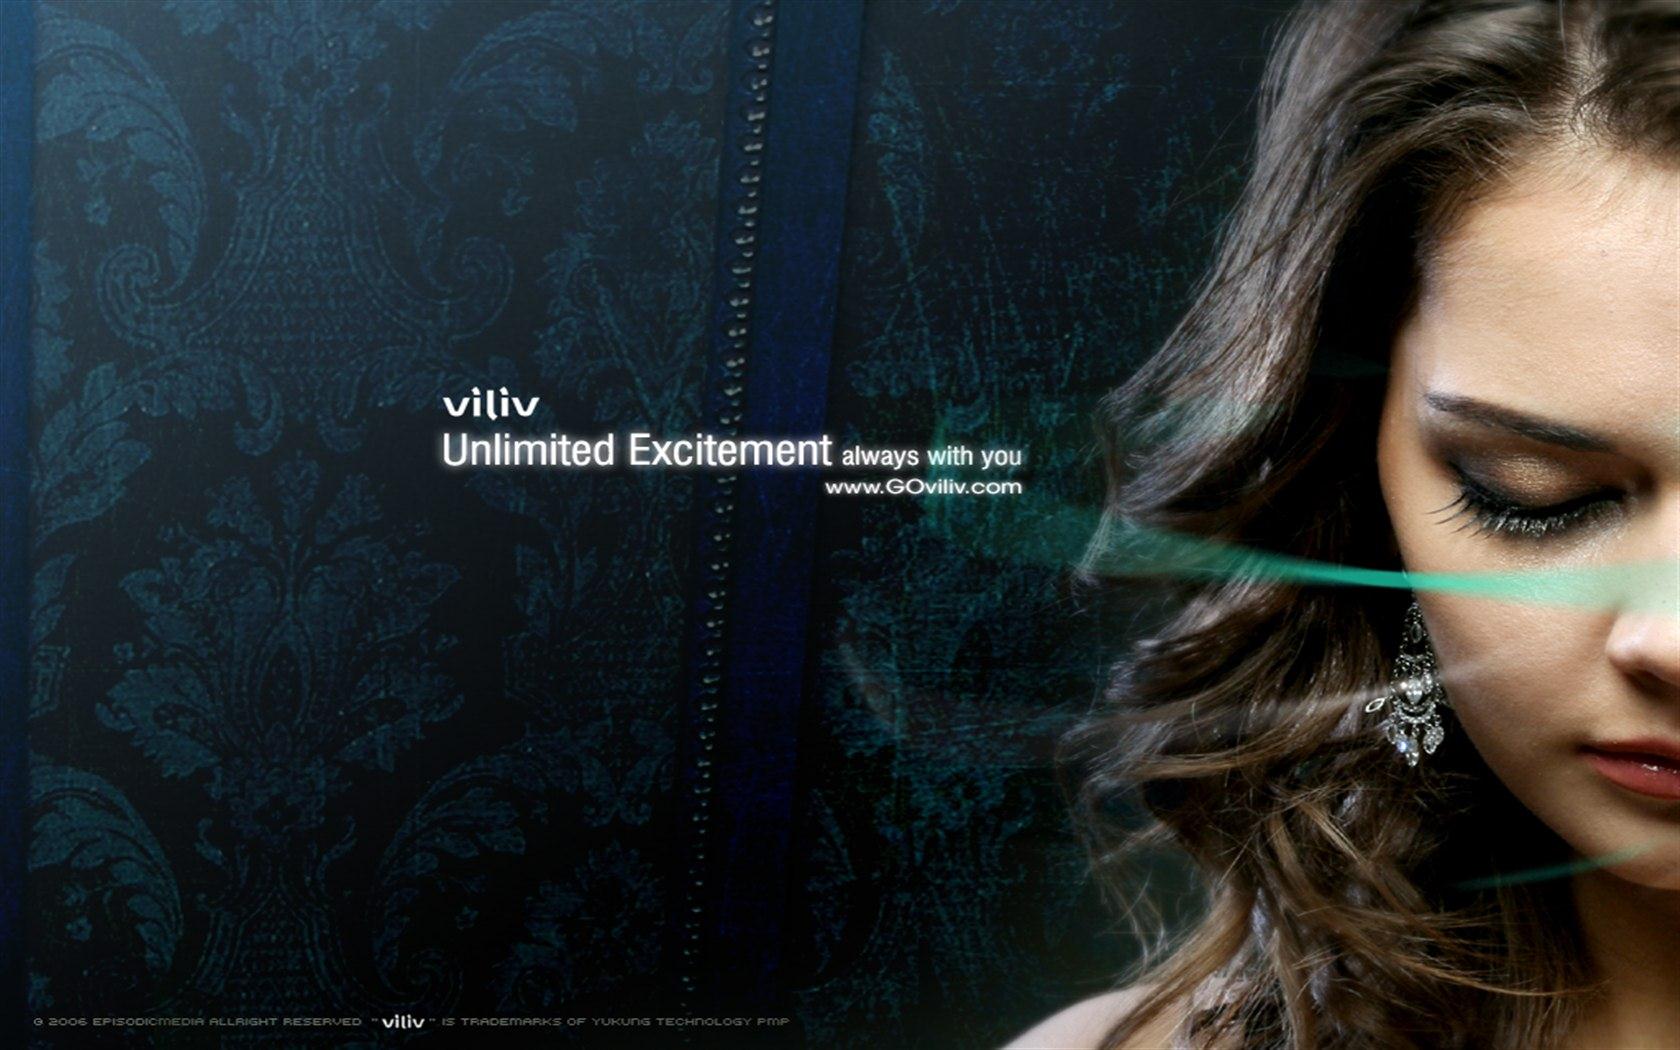 viliv
Unlimited Excitement always with you
www.GOviliv.com
© 2006 EPISODICMEDIA ALLRIGHT RESERVED "viliv" IS TRADEMARKS OF YUKUNG TECHNOLOGY PMP